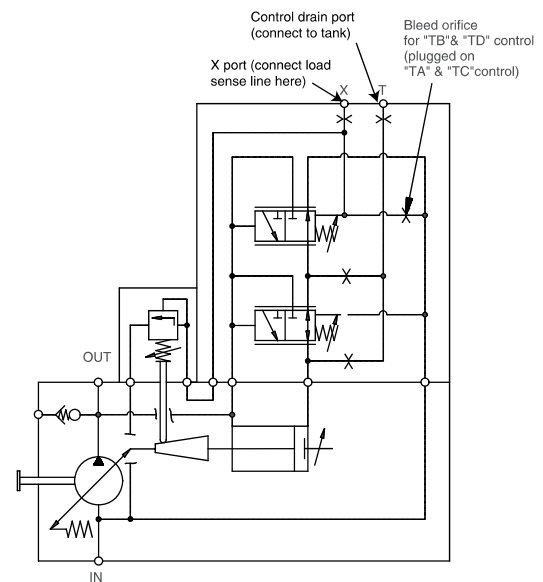 Control drain port
(connect to tank)
Bleed orifice
for "TB"& "TD" control
(plugged on
"TA" & "TC"control)
X port (connect load
sense line here)
X
T
OUT
IN